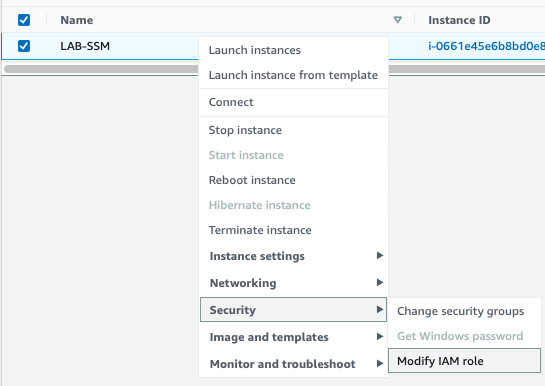 Name Instance ID
LAB-SSM i-0661e45e6b8bd0e8
Launch instances
Launch instance from template
Connect
Stop instance
Start instance
Reboot instance
Hibernate instance
Terminate instance
Instance settings
Networking
Security
Change security groups
Get Windows password
Modify IAM role
Image and templates
Monitor and troubleshoot